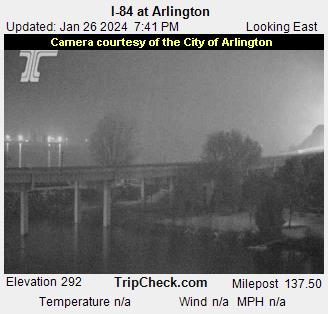 I-84 at Arlington
Updated: Jan 26 2024 7:41 PM Looking East
Camera courtesy of the City of Arlington
Elevation 292 TripCheck.com Milepost 137.50
Temperature n/a Wind n/a MPH n/a